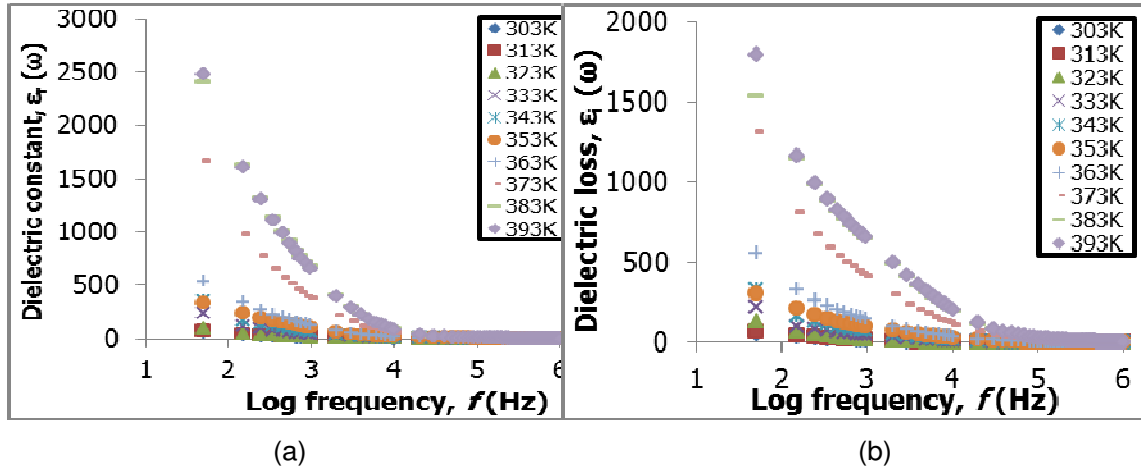 Dielectric constant, εr (ω)
3000
2500
2000
1500
1000
500
0
1 2 3 4 5 6
Log frequency, f (Hz)
303K
313K
323K
333K
343K
353K
363K
373K
383K
393K
(a)
Dielectric loss, εi (ω)
2000
1500
1000
500
0
1 2 3 4 5 6
Log frequency, f (Hz)
303K
313K
323K
333K
343K
353K
363K
373K
383K
393K
(b)